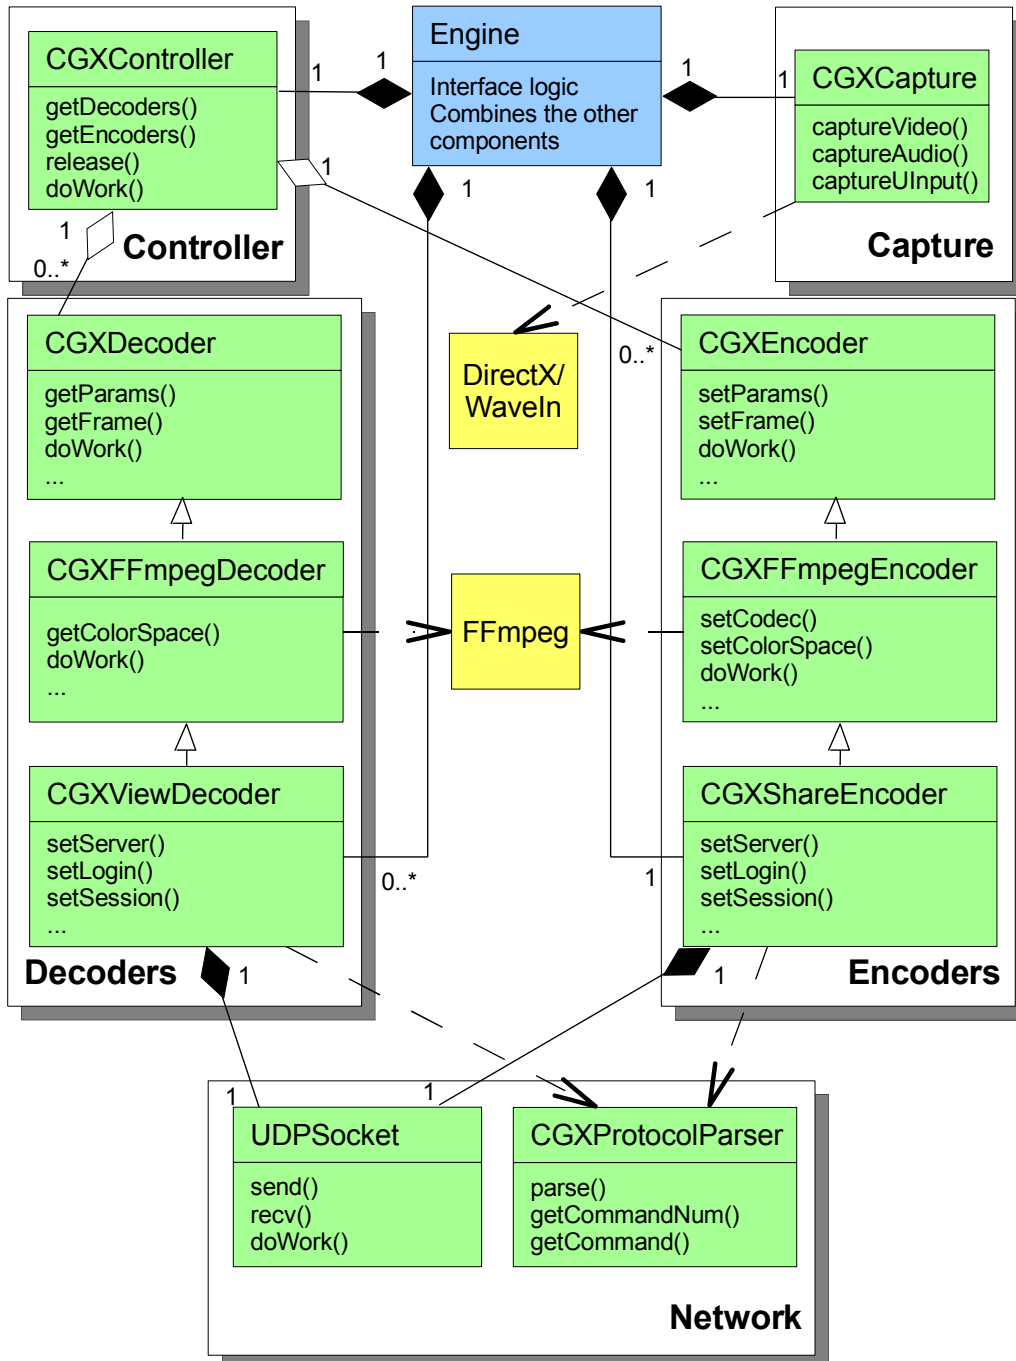 CGXController
getDecoders()
getEncoders()
release()
doWork()
Controller
1
1
Engine
Interface logic
Combines the other
components
1
1
CGXCapture
captureVideo()
captureAudio()
captureUInput()
Capture
1
1
1
1
0..*
0..*
CGXDecoder
getParams()
getFrame()
doWork()
...
DirectX/
WaveIn
CGXEncoder
setParams()
setFrame()
doWork()
...
CGXFFmpegDecoder
getColorSpace()
doWork()
...
FFmpeg
CGXFFmpegEncoder
setCodec()
setColorSpace()
doWork()
...
CGXViewDecoder
setServer()
setLogin()
setSession()
...
Decoders
0..*
1
CGXShareEncoder
setServer()
setLogin()
setSession()
...
Encoders
1
1
1
1
UDPSocket
send()
recv()
doWork()
CGXProtocolParser
parse()
getCommandNum()
getCommand()
Network